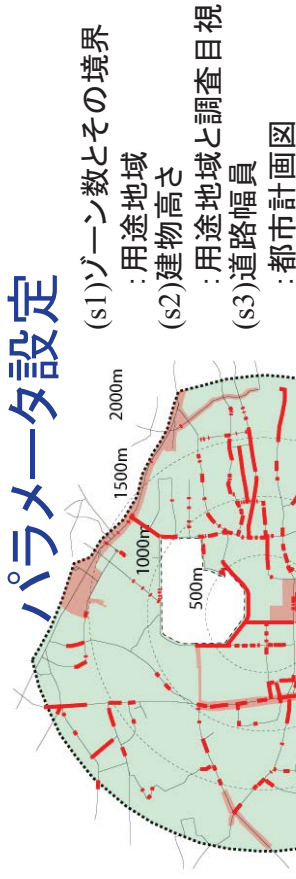 パラメータ設定
(s1)ゾーン数とその境界
:用途地域
(s2)建物高さ
:用途地域と調査目視
(s3)道路幅員
:都市計画図
2000m
1500m
1000m
500m